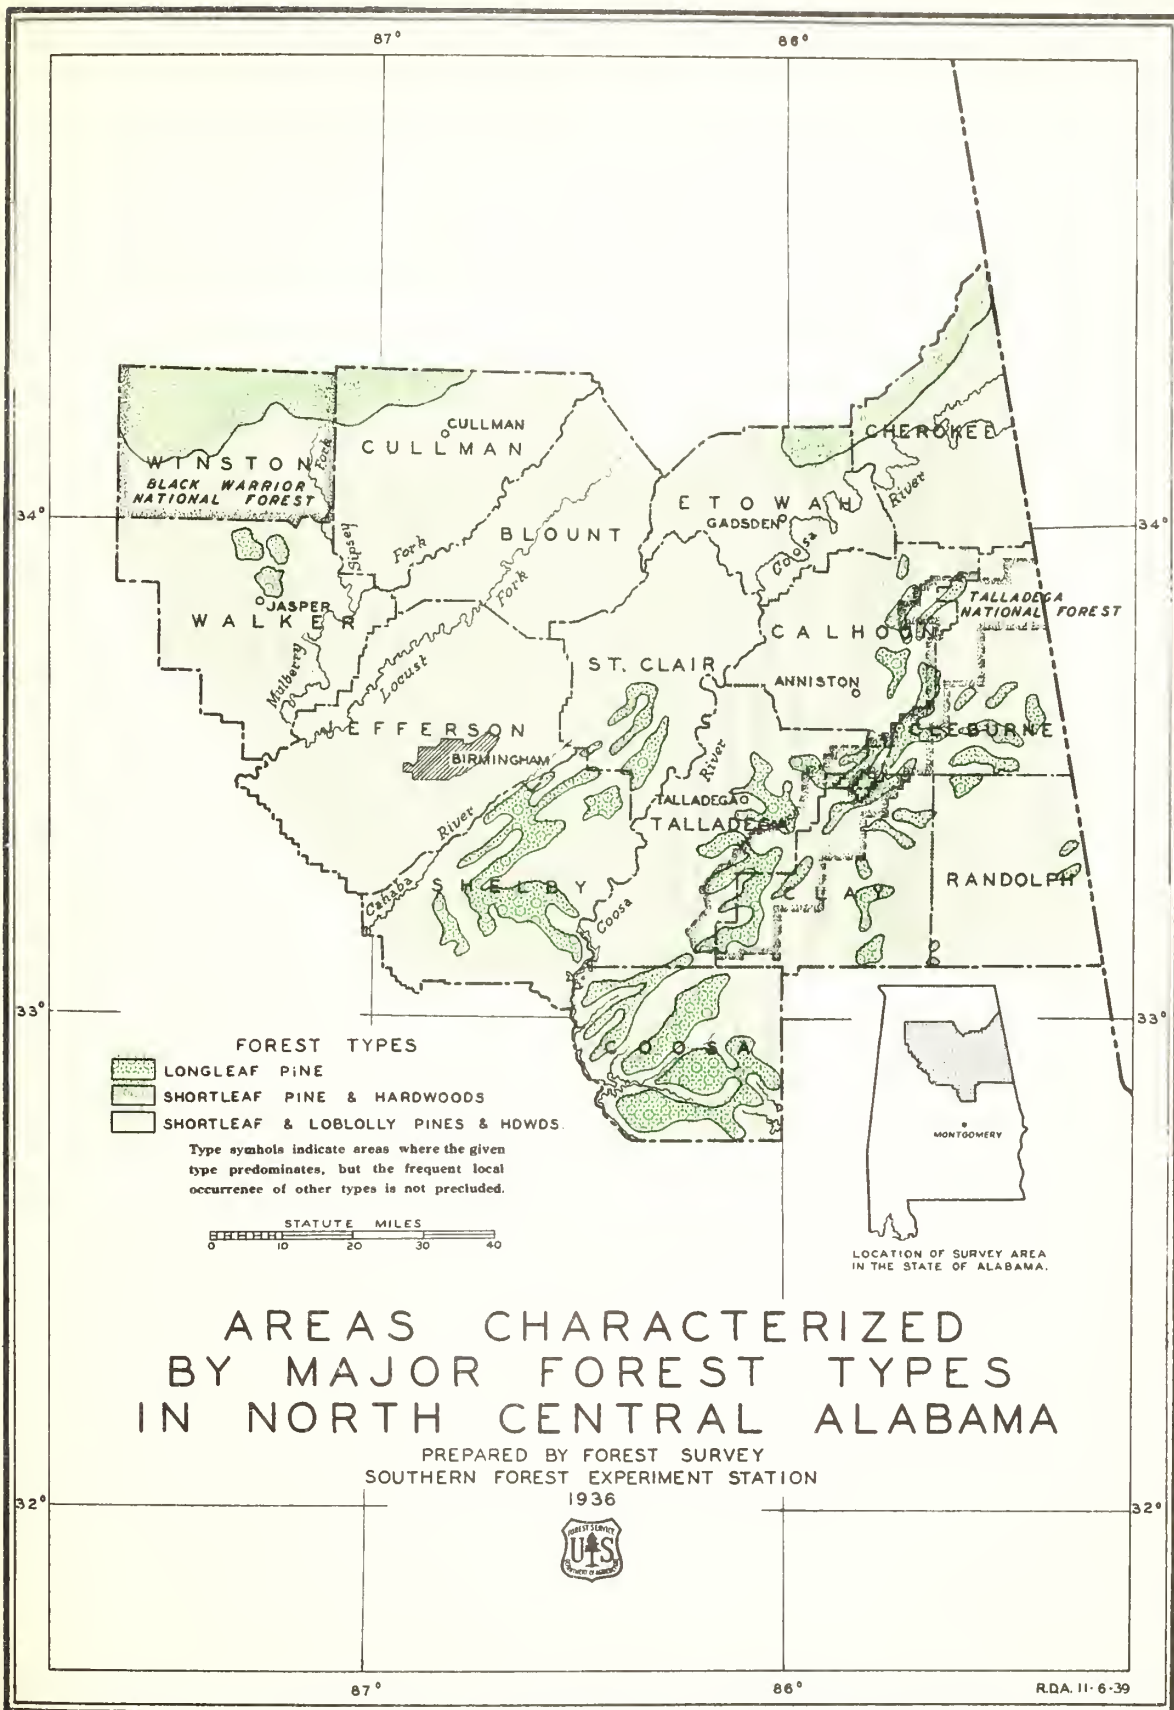 87° 86°
CULLMAN
CULLMAN
CHEROKEE
WINSTON
BLACK WARRIOR
NATIONAL FOREST
Fork
River
ETOWAH
GADSDEN
34° 34°
Sipsey
Fork
BLOUNT
Coosa
Fork
JASPER
WALKER
TALLADEGA
NATIONAL FOREST
CALHOUN
Mulberry
Locust
ST. CLAIR
ANNISTON
JEFFERSON
CLEBURNE
BIRMINGHAM
River
TALLADEGA
TALLADEGA
River
Cahaba
SHELBY
CLAY
RANDOLPH
Coosa
33° 33°
COOSA
FOREST TYPES
LONGLEAF PiNE
SHORTLEAF PINE & HARDWOODS
SHORTLEAF & LOBLOLLY PINES & HDWDS.
Type symbols indicate areas where the given
type predominates, but the frequent local
occurrence of other types is not precluded.
STATUTE MILES
0 10 20 30 40
MONTGOMERY
LOCATION OF SURVEY AREA
IN THE STATE OF ALABAMA.
AREAS CHARACTERIZED
BY MAJOR FOREST TYPES
IN NORTH CENTRAL ALABAMA
PREPARED BY FOREST SURVEY
SOUTHERN FOREST EXPERIMENT STATION
1936
32° 32°
FOREST SERVICE
U S
DEPARTMENT OF AGRICULTURE
87° 86°
R.D.A. 11-6-39